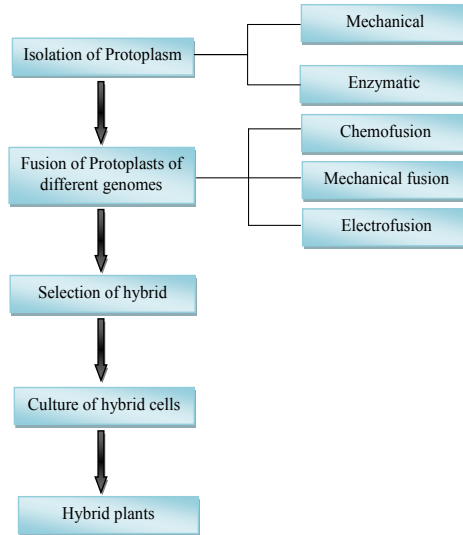 Isolation of Protoplasm
Mechanical
Enzymatic
Fusion of Protoplasts of
different genomes
Chemofusion
Mechanical fusion
Electrofusion
Selection of hybrid
Culture of hybrid cells
Hybrid plants